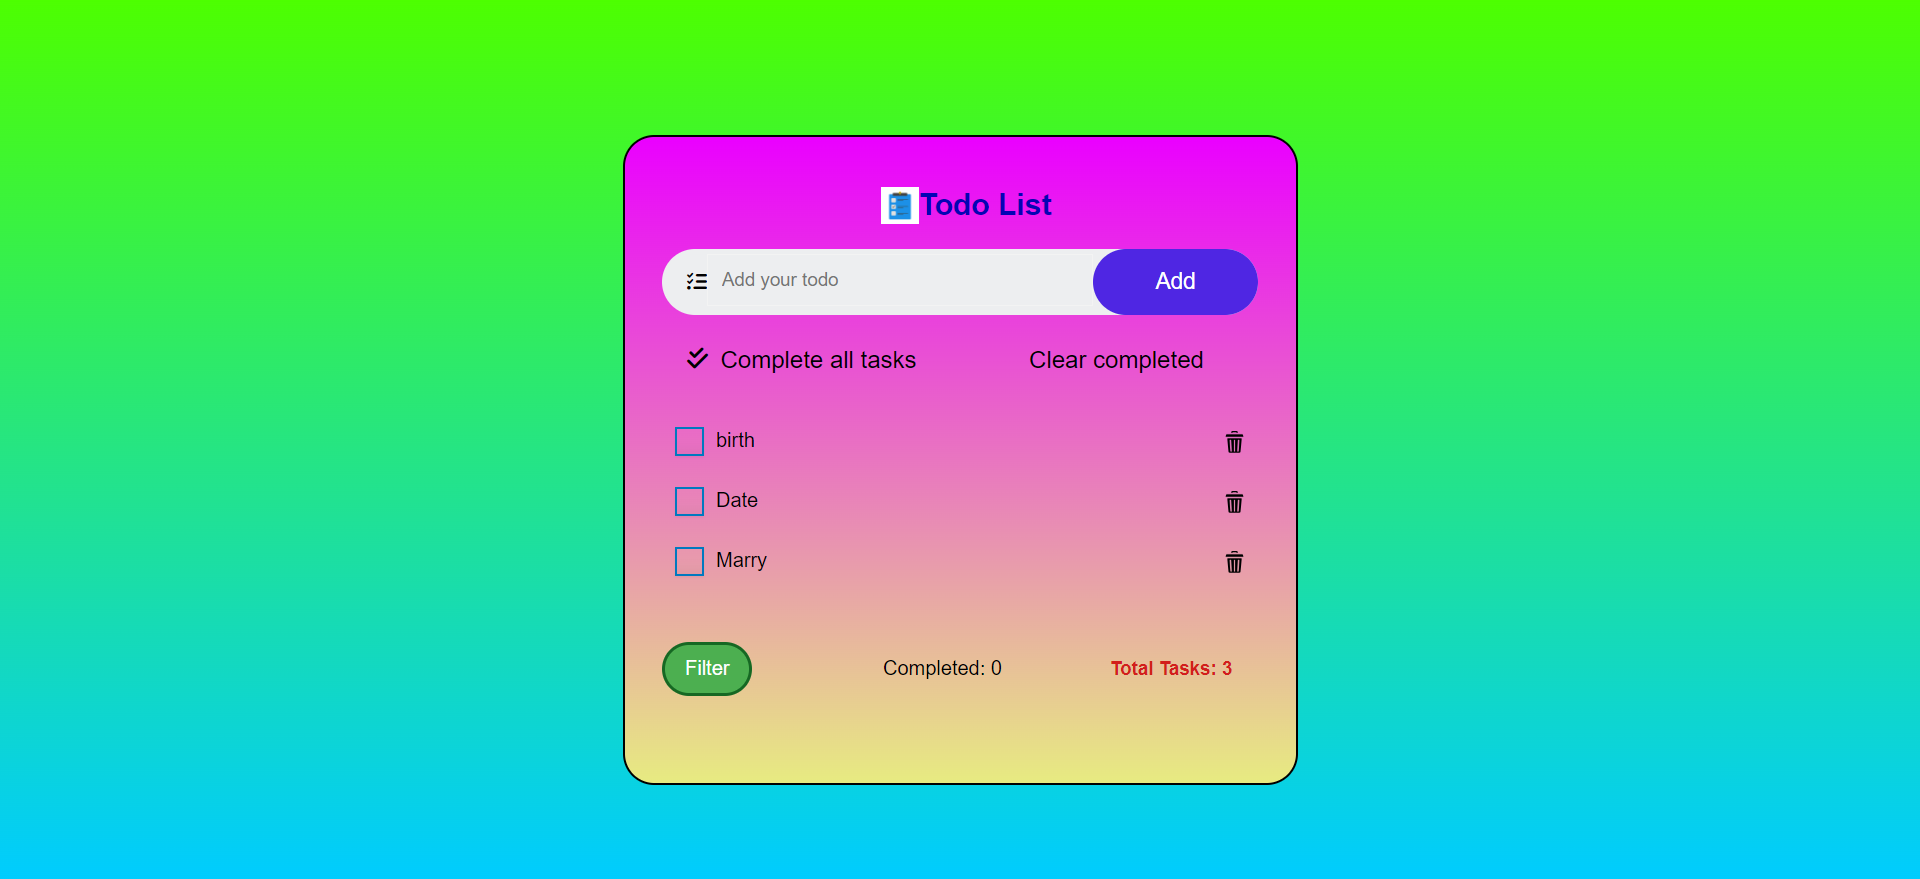 Todo List
Add your todo
Add
Complete all tasks
Clear completed
birth
Date
Marry
Filter
Completed: 0
Total Tasks: 3